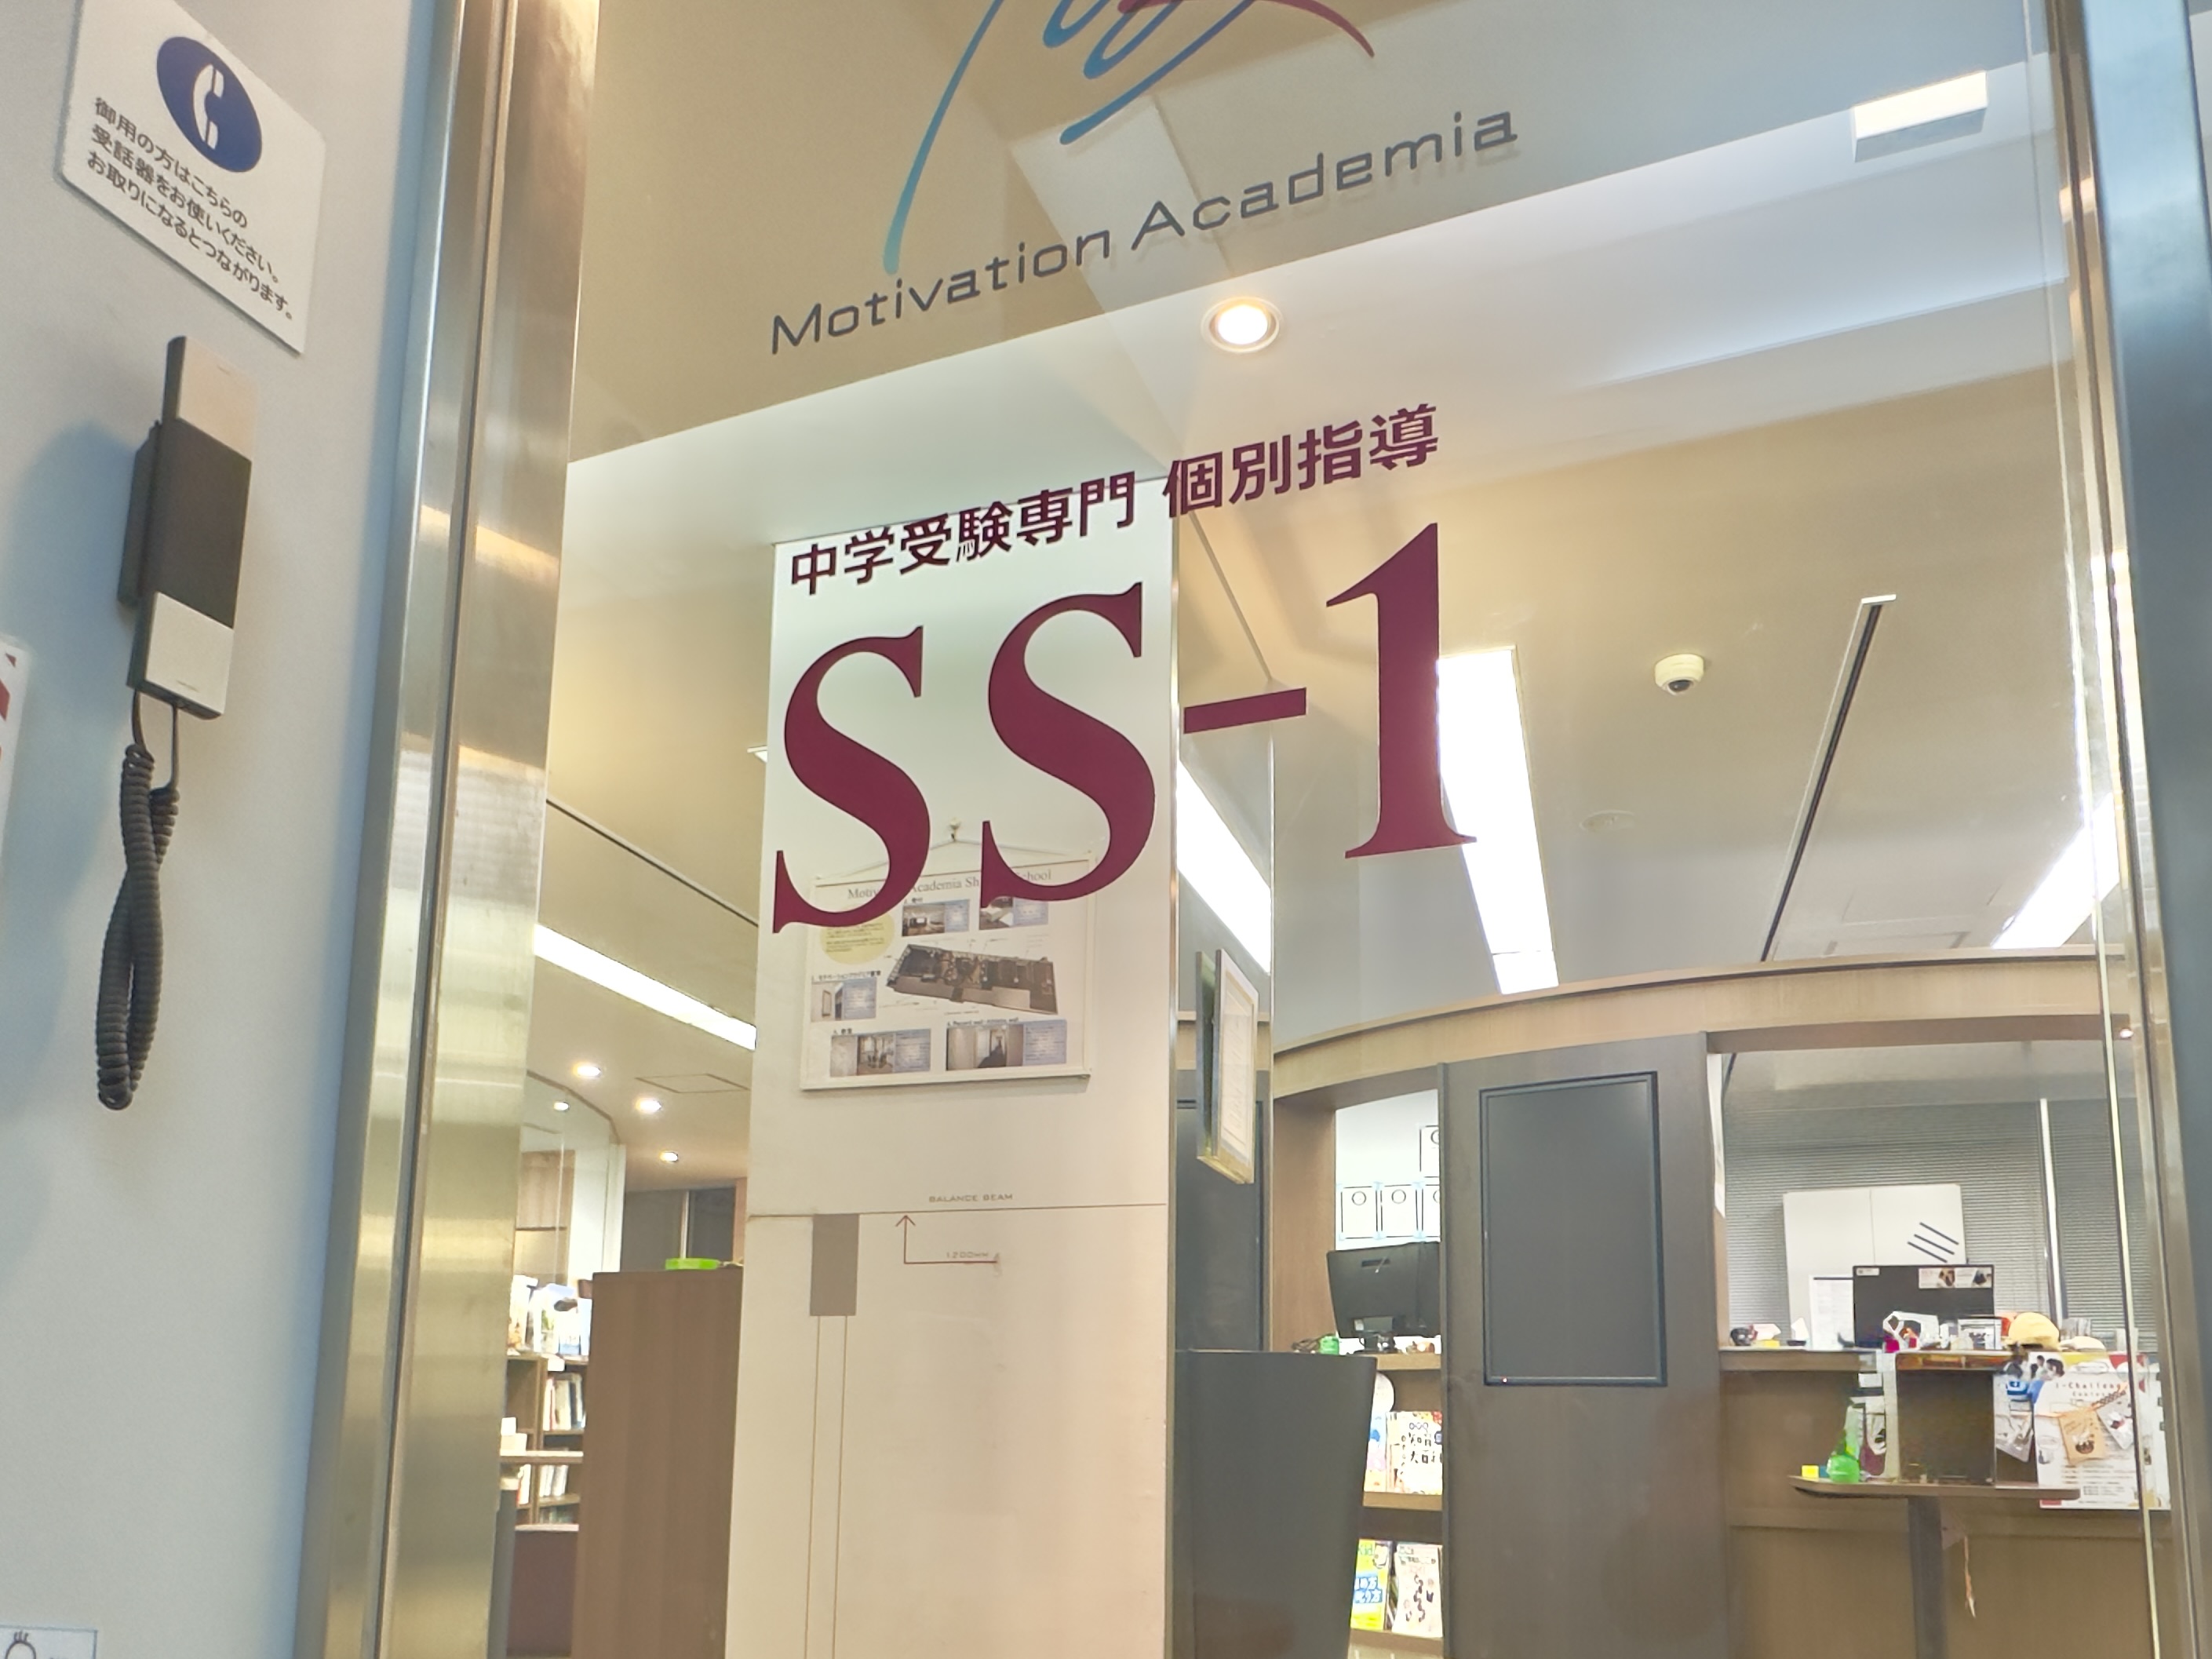 御用の方はこちらの
受話器をお使いください。
お取りになるとつながります。
Motivation Academia
中学受験専門 個別指導
SS-1
BALANCE BEAM
1200MM